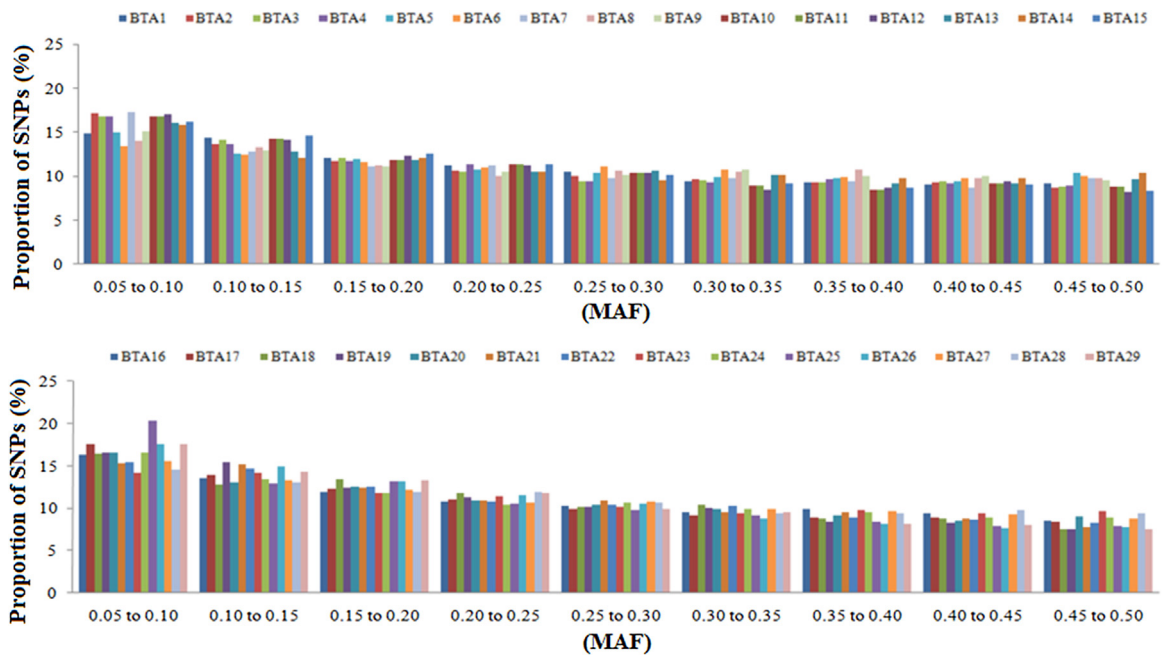 BTA1 BTA2 BTA3 BTA4 BTA5 BTA6 BTA7 BTA8 BTA9 BTA10 BTA11 BTA12 BTA13 BTA14 BTA15
Proportion of SNPs (%)
25
20
15
10
5
0
0.05 to 0.10 0.10 to 0.15 0.15 to 0.20 0.20 to 0.25 0.25 to 0.30 0.30 to 0.35 0.35 to 0.40 0.40 to 0.45 0.45 to 0.50
(MAF)
BTA16 BTA17 BTA18 BTA19 BTA20 BTA21 BTA22 BTA23 BTA24 BTA25 BTA26 BTA27 BTA28 BTA29
Proportion of SNPs (%)
25
20
15
10
5
0
0.05 to 0.10 0.10 to 0.15 0.15 to 0.20 0.20 to 0.25 0.25 to 0.30 0.30 to 0.35 0.35 to 0.40 0.40 to 0.45 0.45 to 0.50
(MAF)